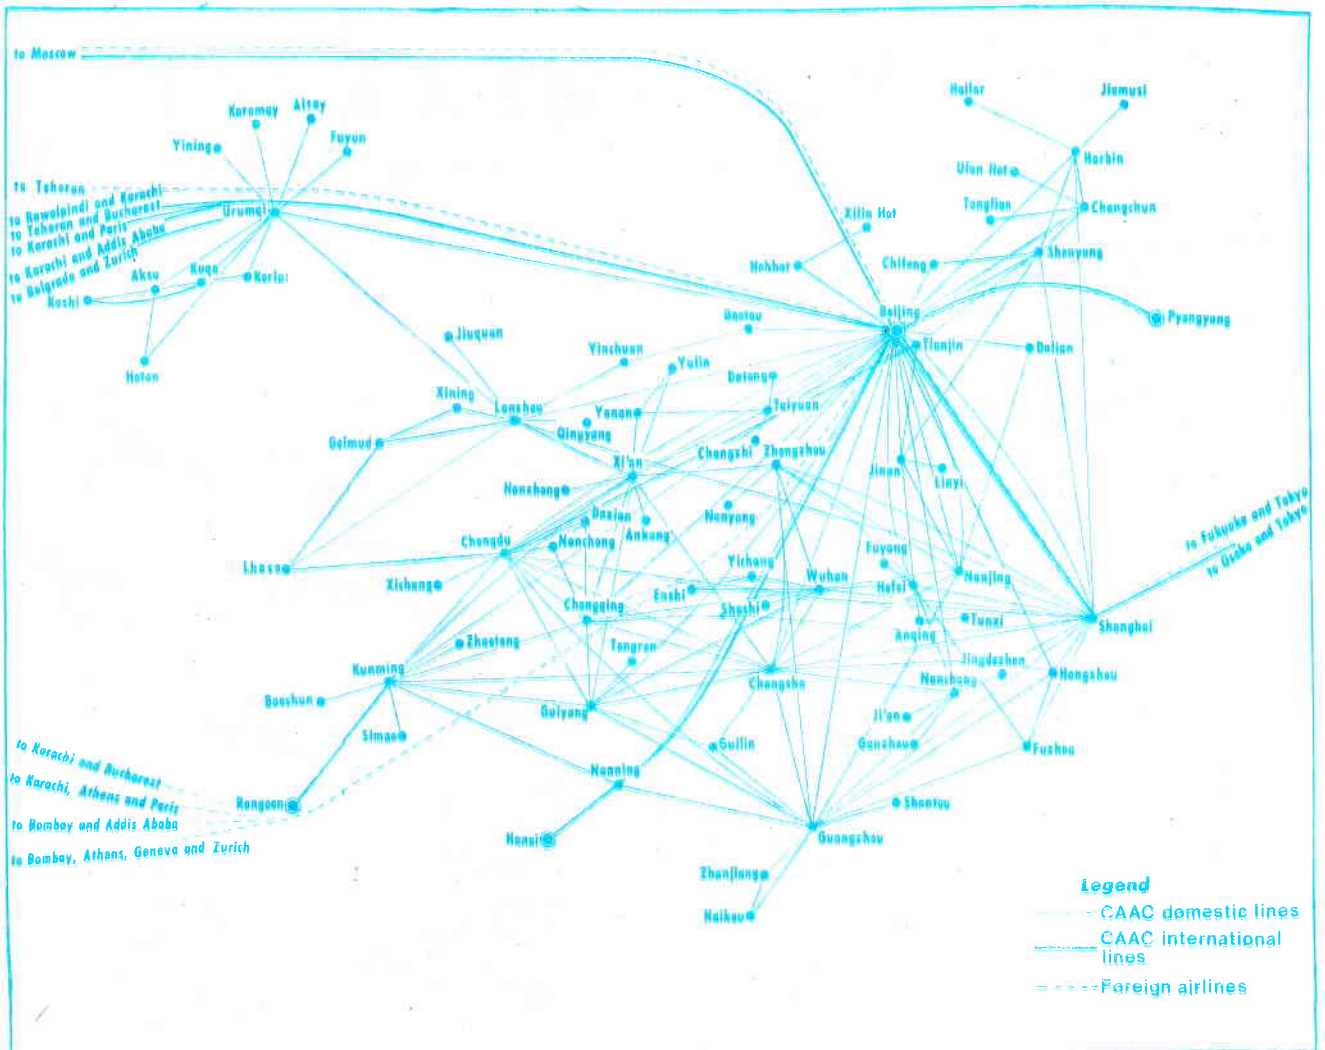 to Moscow
Hailar
Jiamusi
Karamay
Altay
Fuyun
Yining
Harbin
Ulan Hot
to Teheran
to Rawalpindi and Karachi
to Teheran and Bucharest
to Karachi and Paris
to Karachi and Addis Ababa
to Belgrade and Zurich
Urumqi
Xilin Hot
Tongliao
Changchun
Shenyang
Hohhot
Chifeng
Aksu
Kuqa
Korla
Kashi
Beijing
Pyongyang
Baotou
Tianjin
Dalian
Jiuquan
Yinchuan
Yulin
Hotan
Datong
Xining
Lanzhou
Yanan
Taiyuan
Qingyang
Golmud
Changzhi
Zhengzhou
Xi'an
Jinan
Linyi
Hanzhong
Nanyang
to Fukuoka and Tokyo
to Osaka and Tokyo
Daxian
Ankang
Chengdu
Nanchong
Fuyang
Lhasa
Xichang
Yichang
Wuhan
Hefei
Nanjing
Enshi
Shashi
Chongqing
Tunxi
Anqing
Shanghai
Zhaotong
Tongren
Kunming
Jingdezhen
Changsha
Nanchang
Hangzhou
Baoshan
Guiyang
Ji'an
Simao
Guilin
Ganzhou
Fuzhou
to Karachi and Bucharest
Nanning
to Karachi, Athens and Paris
Rangoon
Shantou
to Bombay and Addis Ababa
Hanoi
Guangzhou
to Bombay, Athens, Geneva and Zurich
Zhanjiang
Haikou
Legend
CAAC domestic lines
CAAC international
lines
Foreign airlines